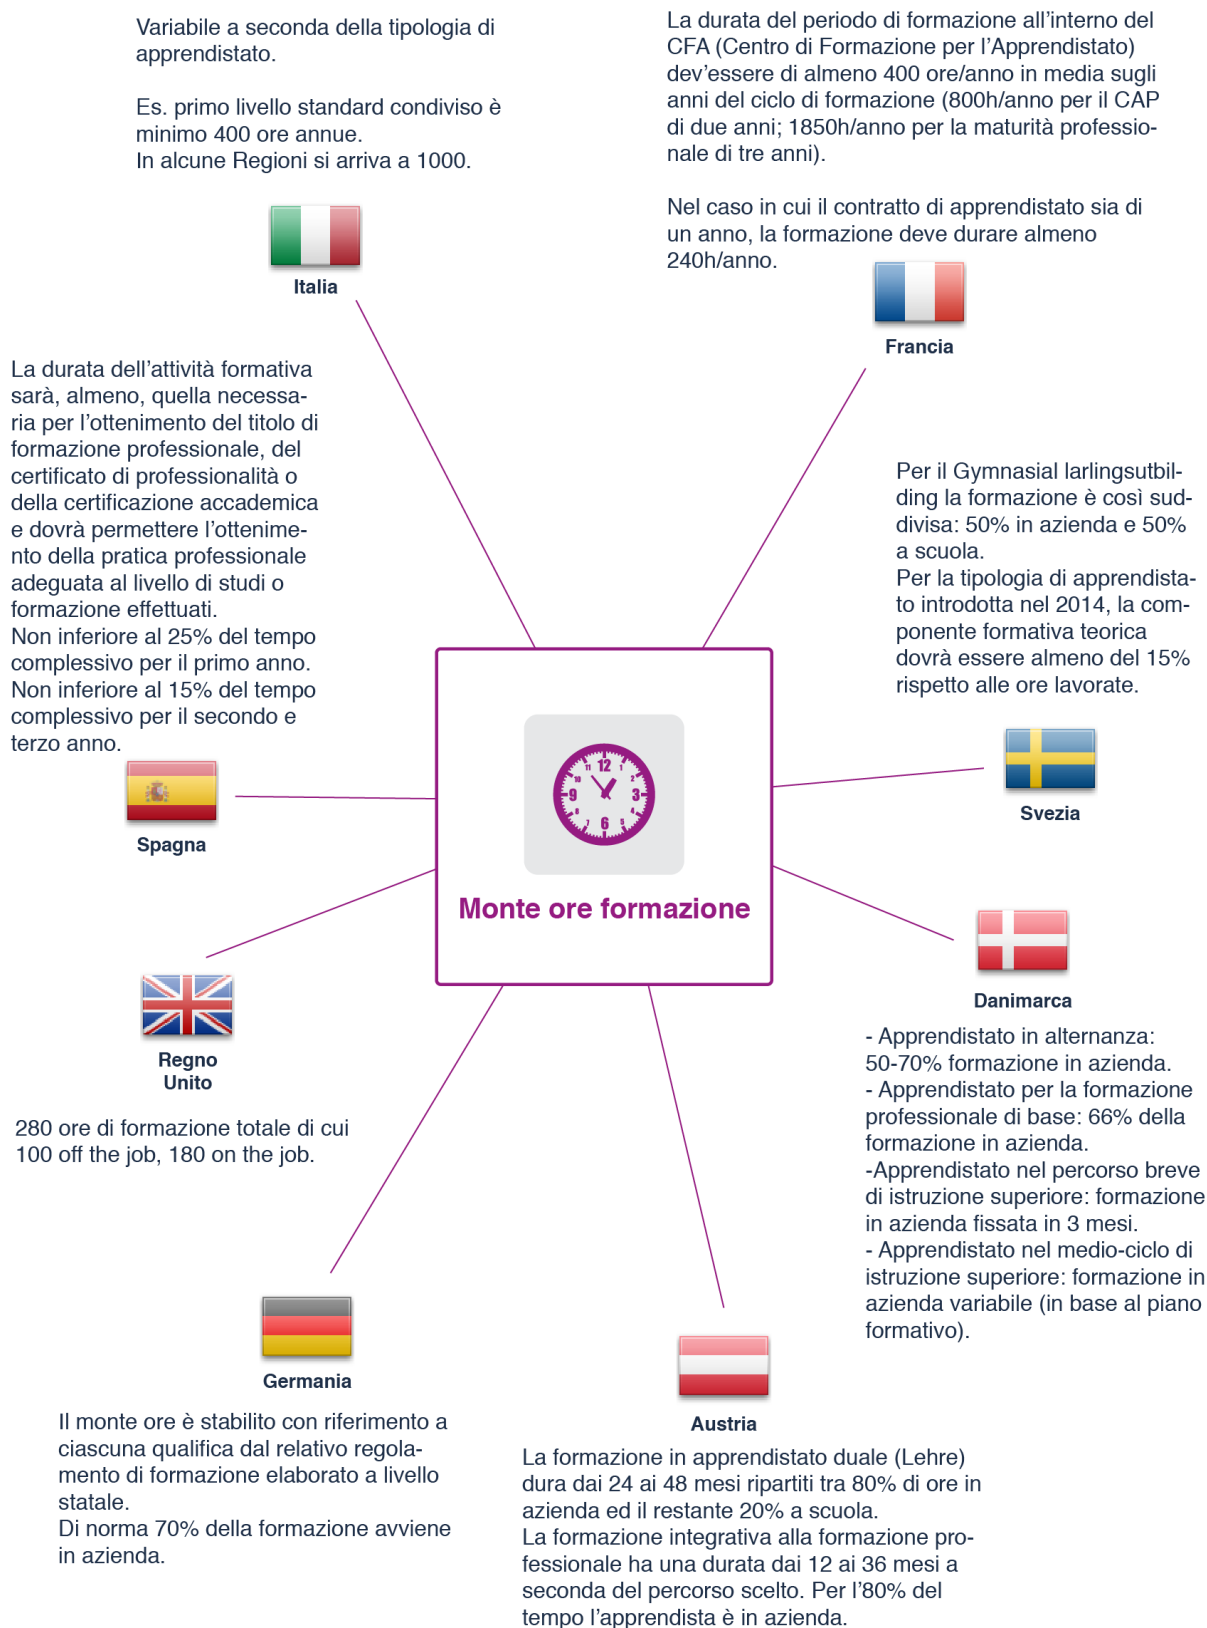 Variabile a seconda della tipologia di
apprendistato.
Es. primo livello standard condiviso è
minimo 400 ore annue.
In alcune Regioni si arriva a 1000.
Italia
La durata del periodo di formazione all’interno del
CFA (Centro di Formazione per l’Apprendistato)
dev’essere di almeno 400 ore/anno in media sugli
anni del ciclo di formazione (800h/anno per il CAP
di due anni; 1850h/anno per la maturità professio-
nale di tre anni).
Nel caso in cui il contratto di apprendistato sia di
un anno, la formazione deve durare almeno
240h/anno.
Francia
La durata dell’attività formativa
sarà, almeno, quella necessa-
ria per l’ottenimento del titolo di
formazione professionale, del
certificato di professionalità o
della certificazione accademica
e dovrà permettere l’ottenime-
nto della pratica professionale
adeguata al livello di studi o
formazione effettuati.
Non inferiore al 25% del tempo
complessivo per il primo anno.
Non inferiore al 15% del tempo
complessivo per il secondo e
terzo anno.
Spagna
Per il Gymnasial larlingsutbil-
ding la formazione è così sud-
divisa: 50% in azienda e 50%
a scuola.
Per la tipologia di apprendista-
to introdotta nel 2014, la com-
ponente formativa teorica
dovrà essere almeno del 15%
rispetto alle ore lavorate.
Svezia
12
1
2
3
4
5
6
7
8
9
10
11
Monte ore formazione
Danimarca
- Apprendistato in alternanza:
50-70% formazione in azienda.
- Apprendistato per la formazione
professionale di base: 66% della
formazione in azienda.
-Apprendistato nel percorso breve
di istruzione superiore: formazione
in azienda fissata in 3 mesi.
- Apprendistato nel medio-ciclo di
istruzione superiore: formazione in
azienda variabile (in base al piano
formativo).
Regno
Unito
280 ore di formazione totale di cui
100 off the job, 180 on the job.
Germania
Il monte ore è stabilito con riferimento a
ciascuna qualifica dal relativo regola-
mento di formazione elaborato a livello
statale.
Di norma 70% della formazione avviene
in azienda.
Austria
La formazione in apprendistato duale (Lehre)
dura dai 24 ai 48 mesi ripartiti tra 80% di ore in
azienda ed il restante 20% a scuola.
La formazione integrativa alla formazione pro-
fessionale ha una durata dai 12 ai 36 mesi a
seconda del percorso scelto. Per l’80% del
tempo l’apprendista è in azienda.